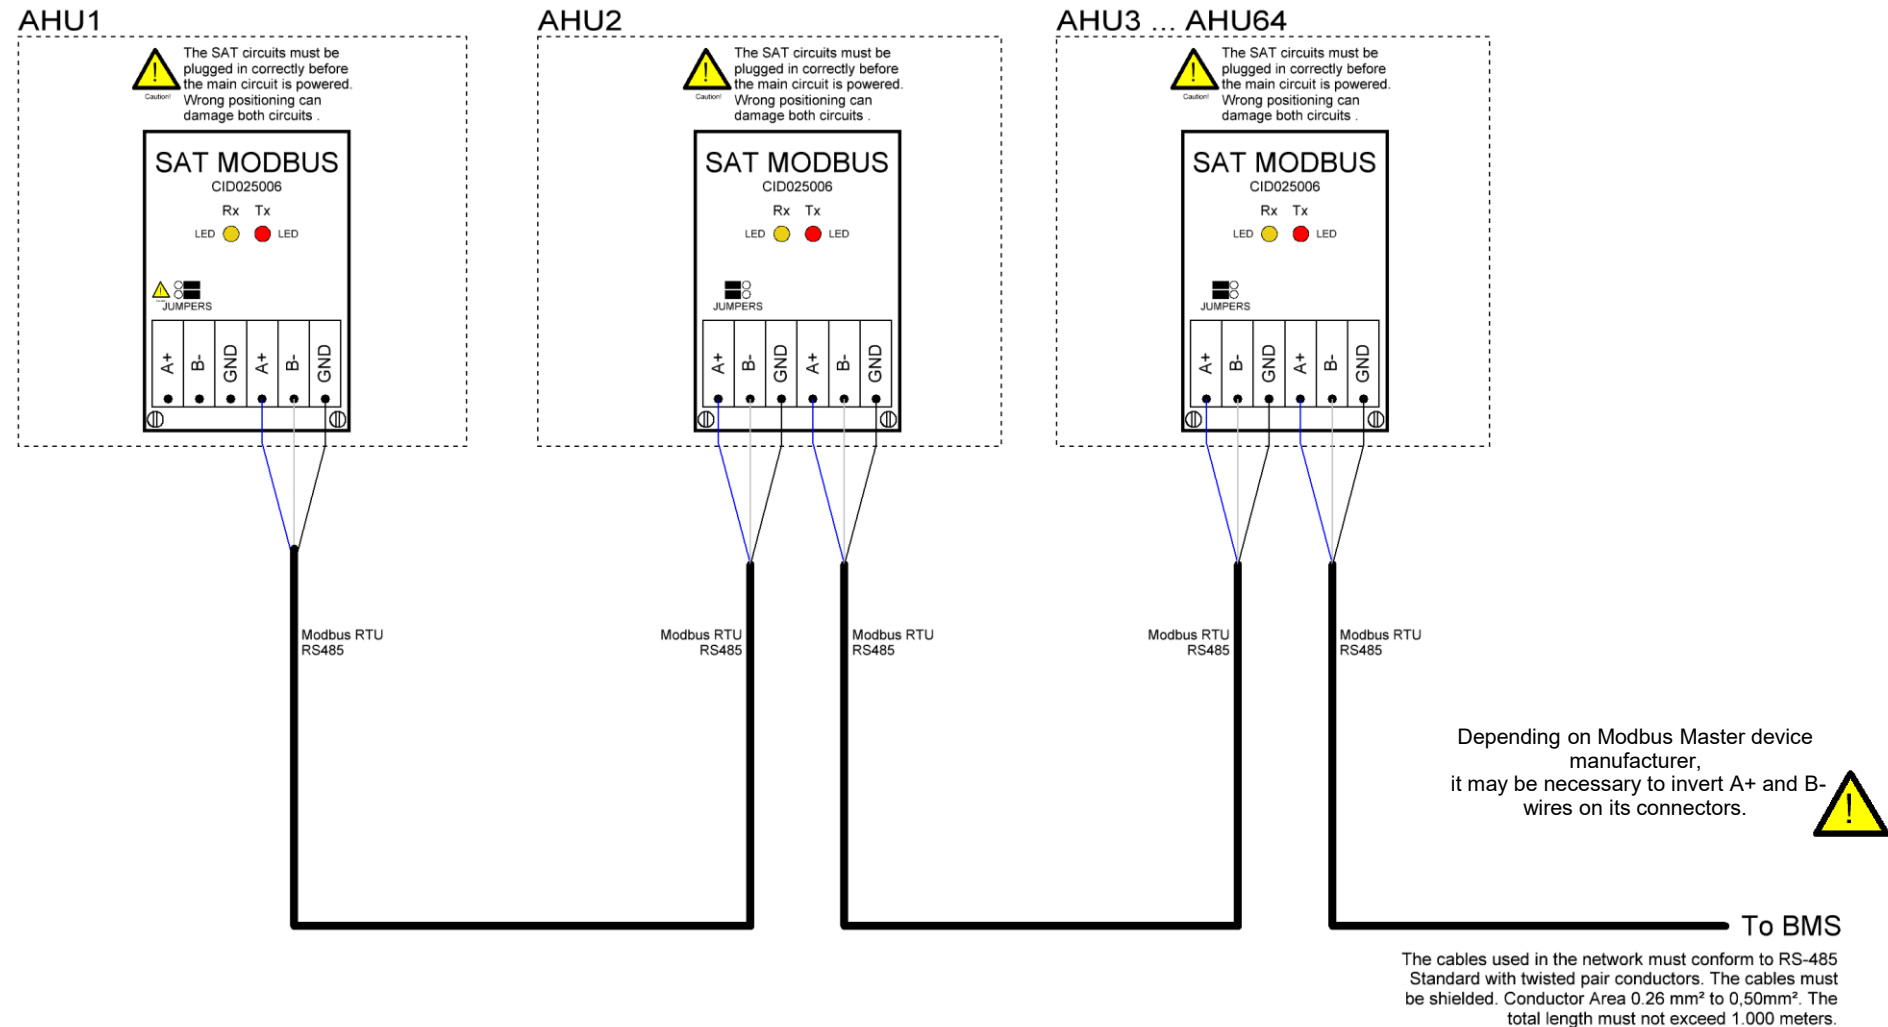 AHU1
The SAT circuits must be
plugged in correctly before
the main circuit is powered.
Wrong positioning can
damage both circuits .
Caution!
SAT MODBUS
CID025006
Rx Tx
LED LED
JUMPERS
A+ B- GND A+ B- GND
Modbus RTU
RS485
AHU2
The SAT circuits must be
plugged in correctly before
the main circuit is powered.
Wrong positioning can
damage both circuits .
Caution!
SAT MODBUS
CID025006
Rx Tx
LED LED
JUMPERS
A+ B- GND A+ B- GND
Modbus RTU
RS485
Modbus RTU
RS485
AHU3 ... AHU64
The SAT circuits must be
plugged in correctly before
the main circuit is powered.
Wrong positioning can
damage both circuits .
Caution!
SAT MODBUS
CID025006
Rx Tx
LED LED
JUMPERS
A+ B- GND A+ B- GND
Modbus RTU
RS485
Modbus RTU
RS485
Depending on Modbus Master device
manufacturer,
it may be necessary to invert A+ and B-
wires on its connectors.
To BMS
The cables used in the network must conform to RS-485
Standard with twisted pair conductors. The cables must
be shielded. Conductor Area 0.26 mm² to 0,50mm². The
total length must not exceed 1.000 meters.